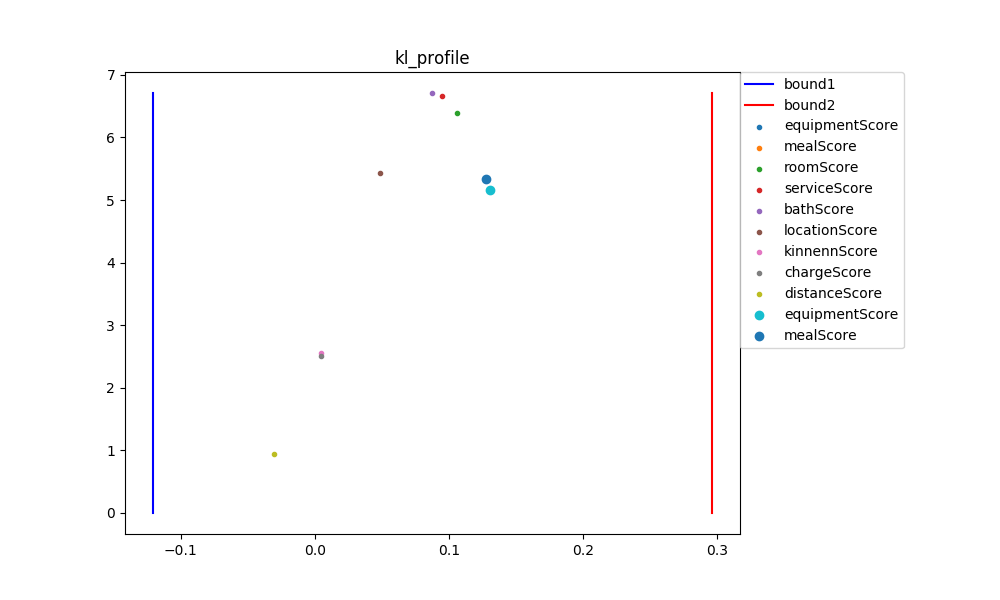 kl_profile
7
6
5
4
3
2
1
0
−0.1
0.0
0.1
0.2
0.3
bound1
bound2
equipmentScore
mealScore
roomScore
serviceScore
bathScore
locationScore
kinnennScore
chargeScore
distanceScore
equipmentScore
mealScore